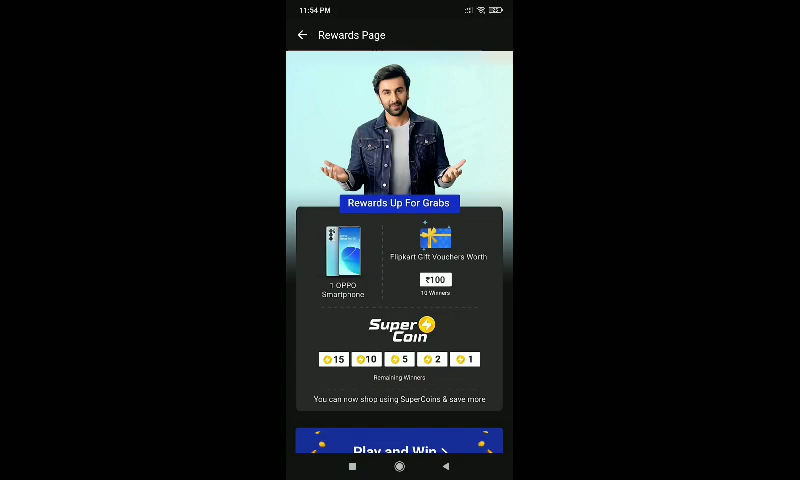 11:54 PM
Rewards Page
Rewards Up For Grabs
1 OPPO
Smartphone
Flipkart Gift Vouchers Worth
₹100
10 Winners
Super
Coin
15 10 5 2 1
Remaining Winners
You can now shop using SuperCoins & save more
Play and Win